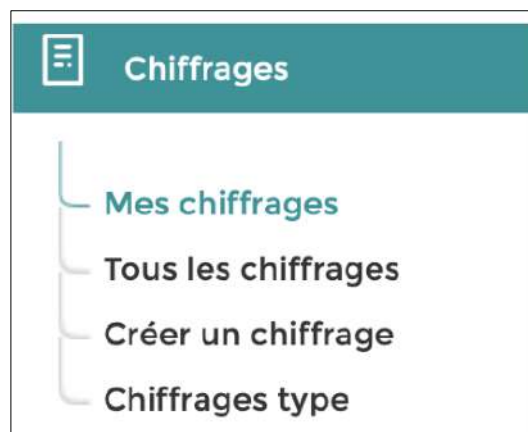 Chiffrages
Mes chiffrages
Tous les chiffrages
Créer un chiffrage
Chiffrages type